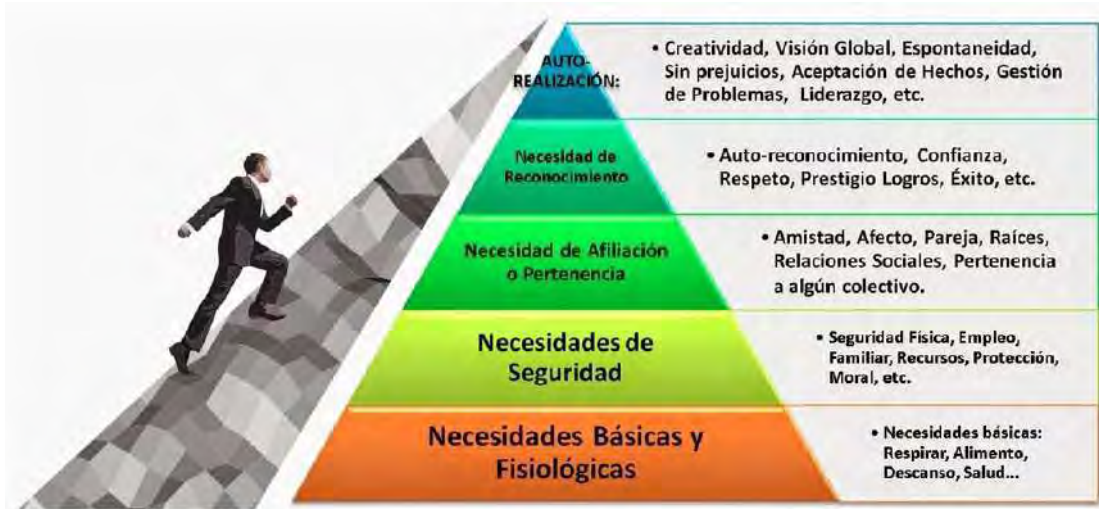 AUTO-
REALIZACIÓN:
• Creatividad, Visión Global, Espontaneidad,
Sin prejuicios, Aceptación de Hechos, Gestión
de Problemas, Liderazgo, etc.
Necesidad de
Reconocimiento
• Auto-reconocimiento, Confianza,
Respeto, Prestigio Logros, Éxito, etc.
Necesidad de Afiliación
o Pertenencia
• Amistad, Afecto, Pareja, Raíces,
Relaciones Sociales, Pertenencia
a algún colectivo.
Necesidades de
Seguridad
• Seguridad Física, Empleo,
Familiar, Recursos, Protección,
Moral, etc.
Necesidades Básicas y
Fisiológicas
• Necesidades básicas:
Respirar, Alimento,
Descanso, Salud...